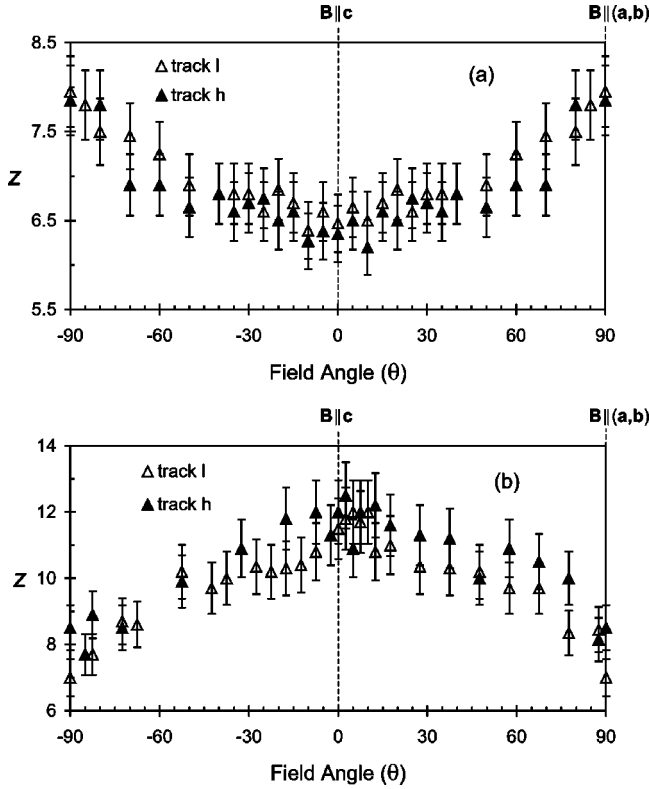 B||c B||(a,b)
8.5
△ track l (a)
▲ track h
7.5
z
6.5
5.5
-90 -60 -30 0 30 60 90
Field Angle (θ)
B||c B||(a,b)
14
△ track l (b)
▲ track h
12
z
10
8
6
-90 -60 -30 0 30 60 90
Field Angle (θ)